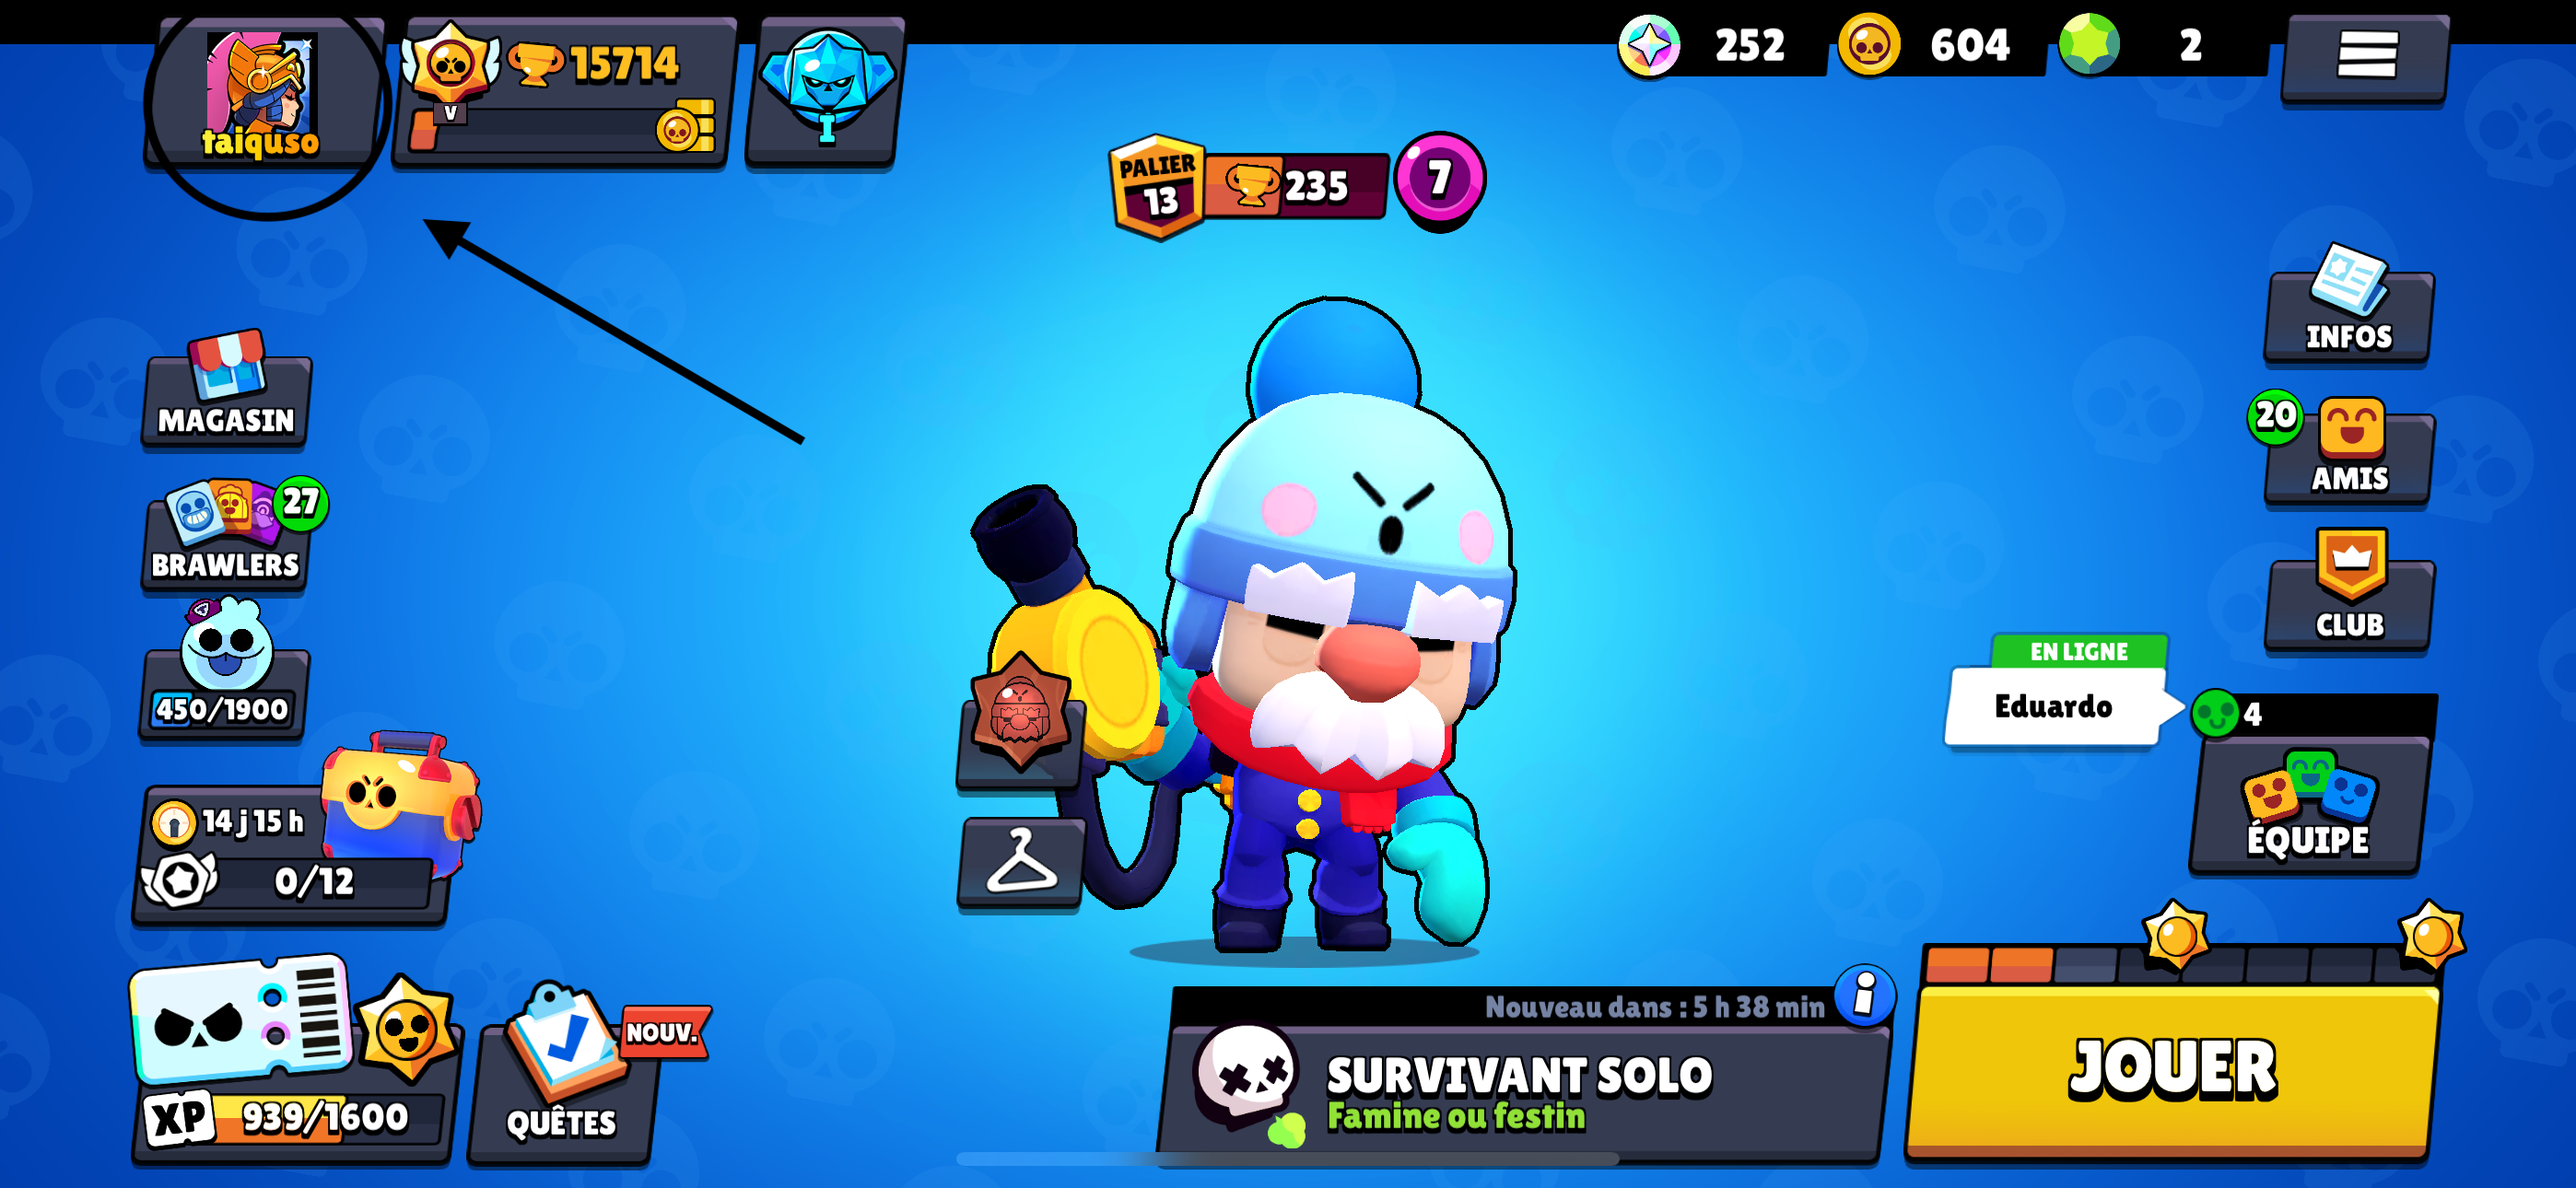 taiquso
V
15714
I
252
604
2
PALIER
13
235
7
MAGASIN
27
BRAWLERS
450/1900
14 j 15 h
0/12
XP
939/1600
NOUV.
QUÊTES
INFOS
20
AMIS
CLUB
EN LIGNE
Eduardo
4
ÉQUIPE
Nouveau dans : 5 h 38 min
SURVIVANT SOLO
Famine ou festin
JOUER